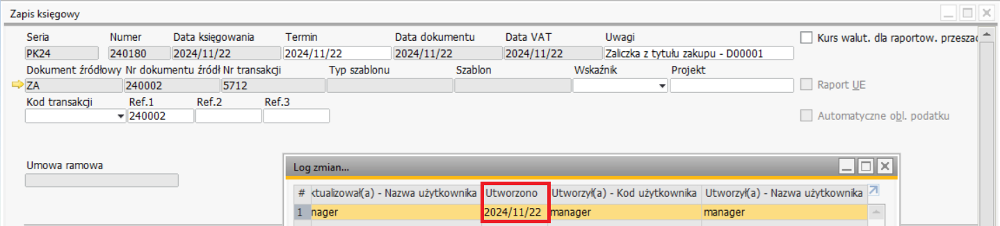 Zapis księgowy
Seria Numer Data księgowania Termin Data dokumentu Data VAT Uwagi Kurs walut. dla raportow. przeszac
PK24 240180 2024/11/22 2024/11/22 2024/11/22 2024/11/22 Zaliczka z tytułu zakupu - D00001
Dokument źródłowy Nr dokumentu źródł Nr transakcji Typ szablonu Szablon Wskaźnik Projekt
ZA 240002 5712 Raport UE
Kod transakcji Ref.1 Ref.2 Ref.3
240002 Automatyczne obl. podatku
Umowa ramowa
Log zmian...
# ktualizował(a) - Nazwa użytkownika Utworzono Utworzył(a) - Kod użytkownika Utworzył(a) - Nazwa użytkownika
1 nager 2024/11/22 manager manager